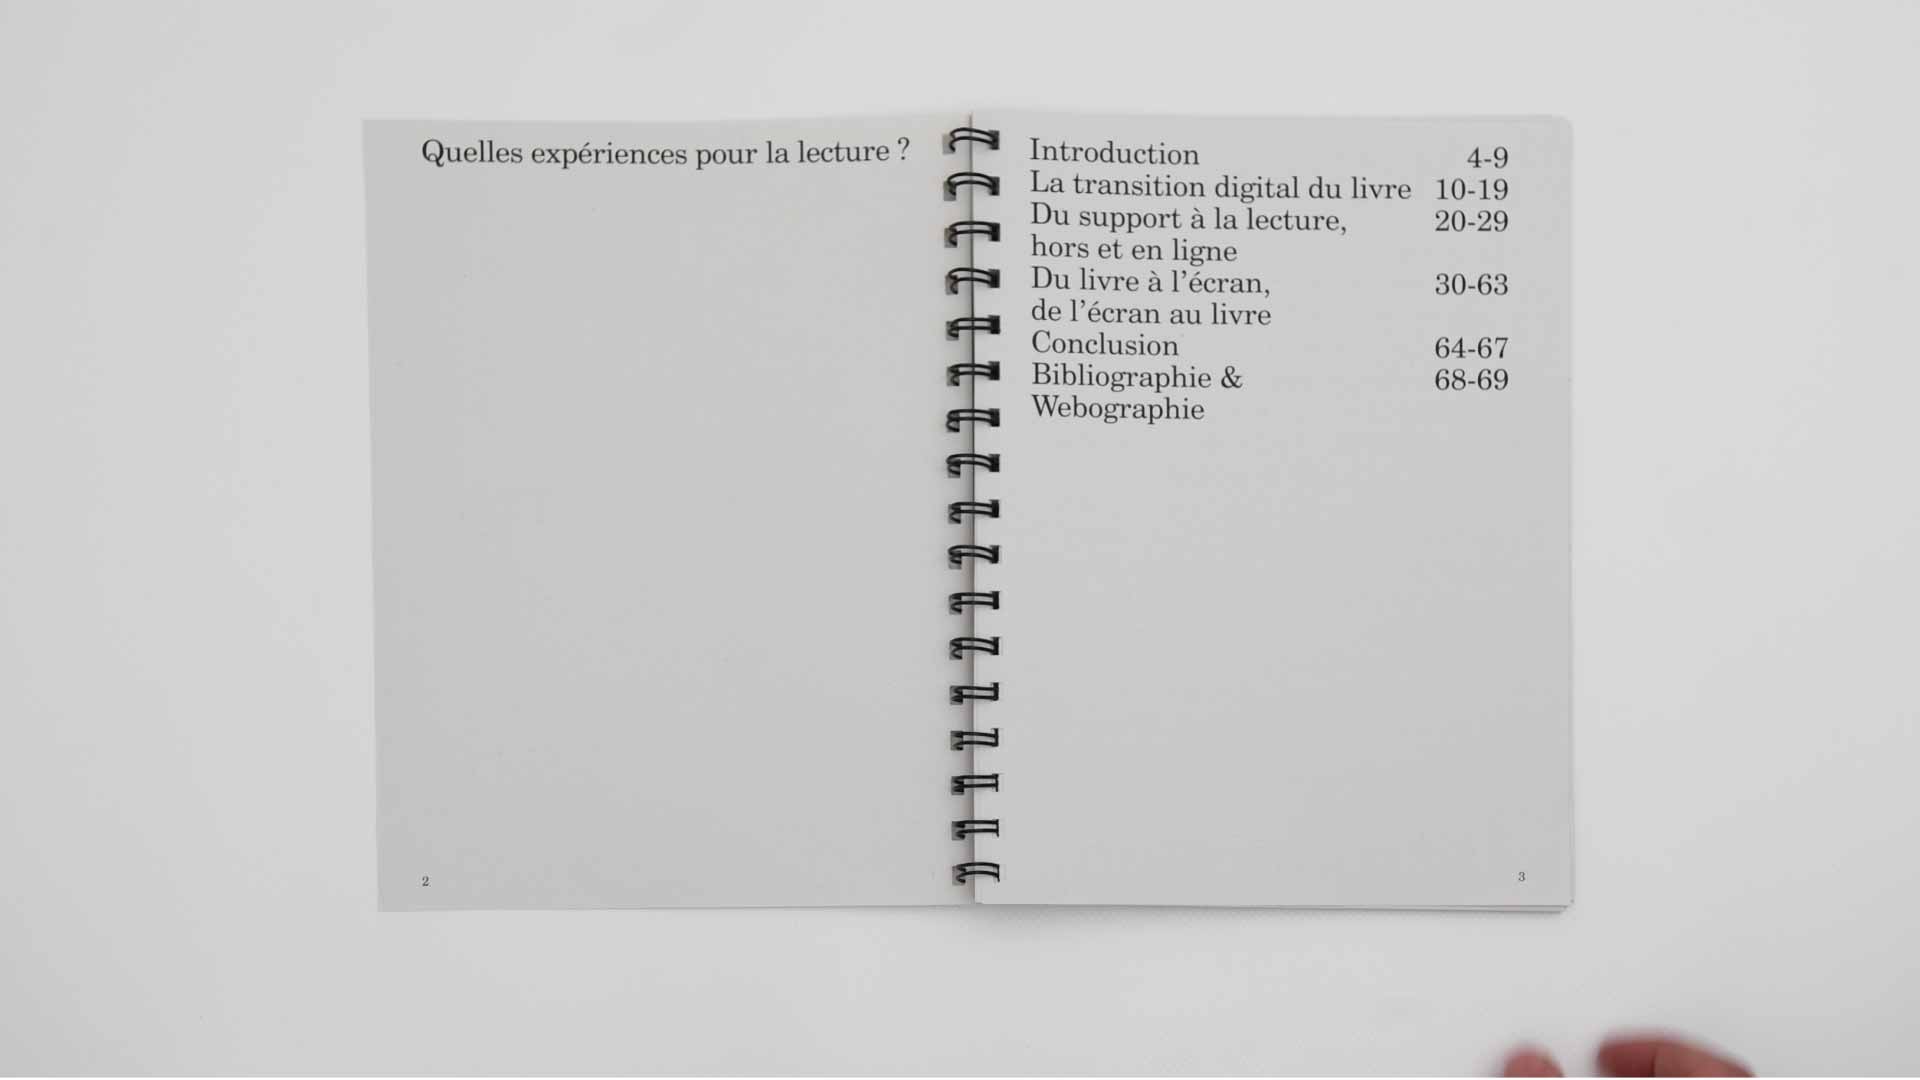 Quelles expériences pour la lecture ?
2
Introduction 4-9
La transition digital du livre 10-19
Du support à la lecture, 20-29
hors et en ligne
Du livre à l’écran, 30-63
de l’écran au livre
Conclusion 64-67
Bibliographie & 68-69
Webographie
3